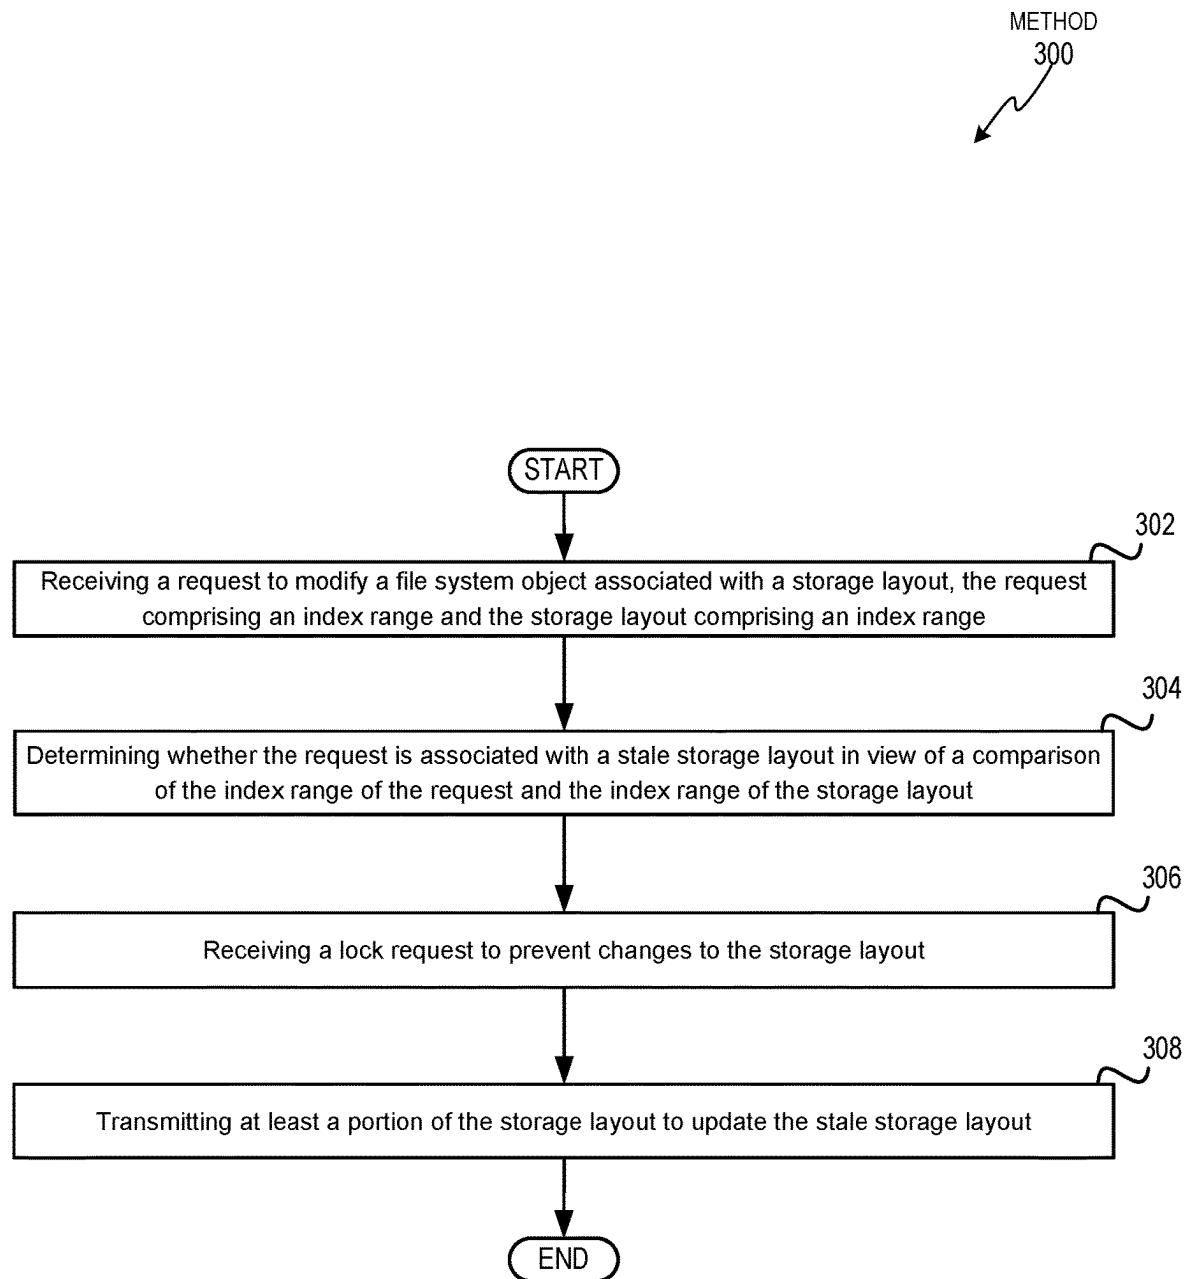 METHOD
300
START
302
Receiving a request to modify a file system object associated with a storage layout, the request
comprising an index range and the storage layout comprising an index range
304
Determining whether the request is associated with a stale storage layout in view of a comparison
of the index range of the request and the index range of the storage layout
306
Receiving a lock request to prevent changes to the storage layout
308
Transmitting at least a portion of the storage layout to update the stale storage layout
END